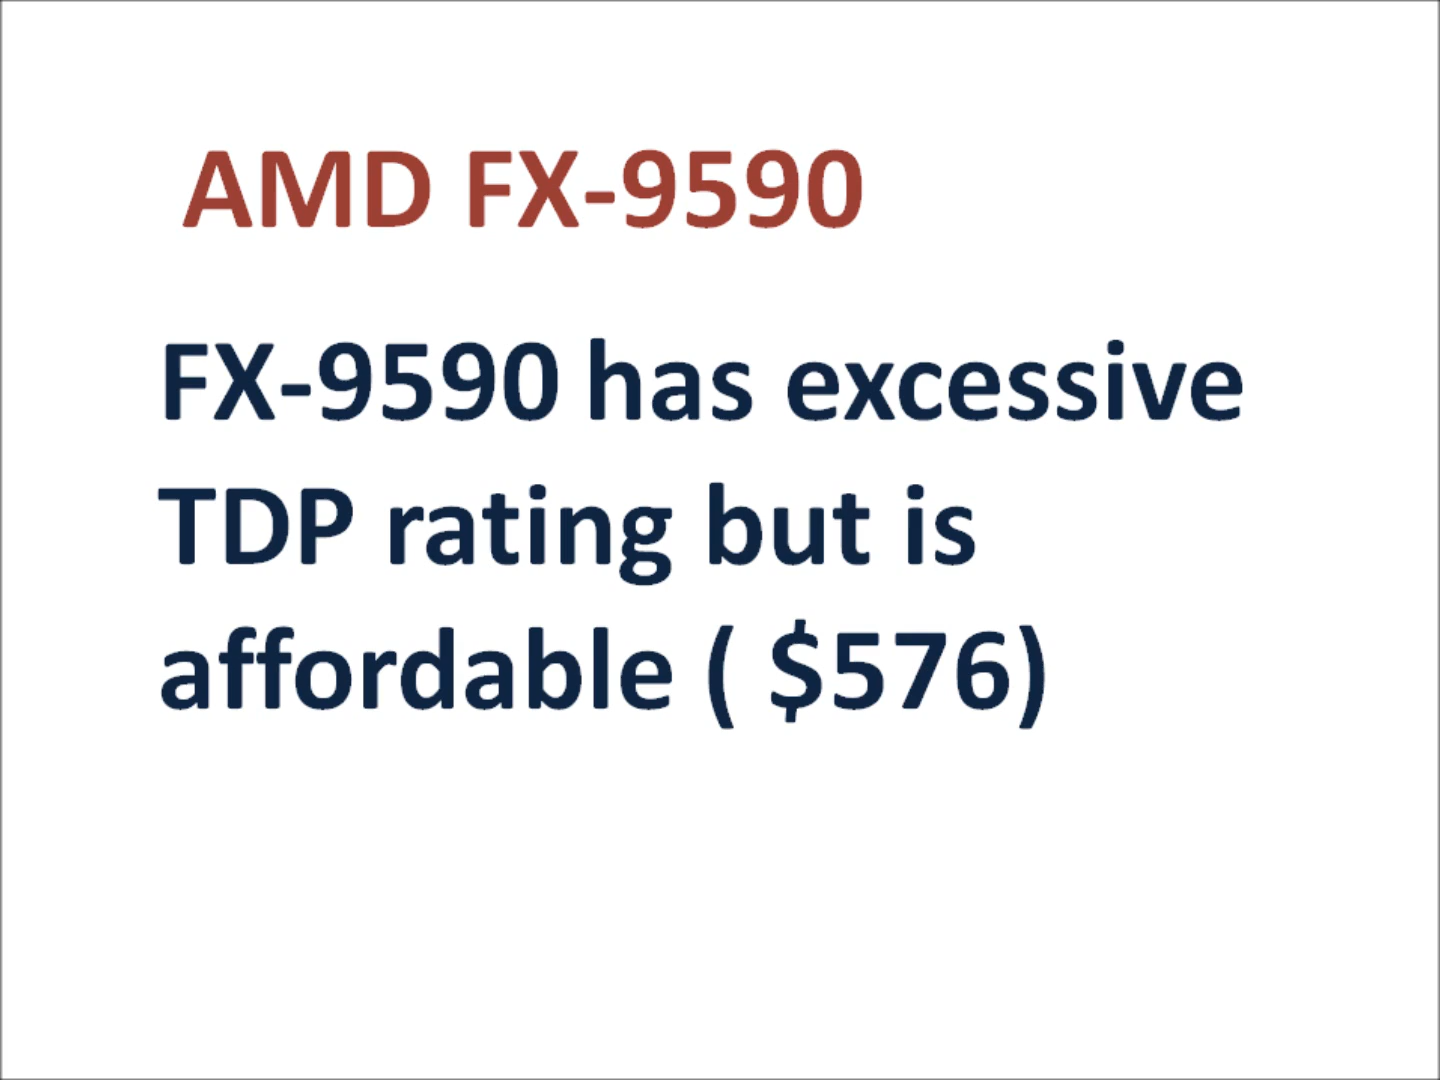 AMD FX-9590
FX-9590 has excessive
TDP rating but is
affordable ( $576)